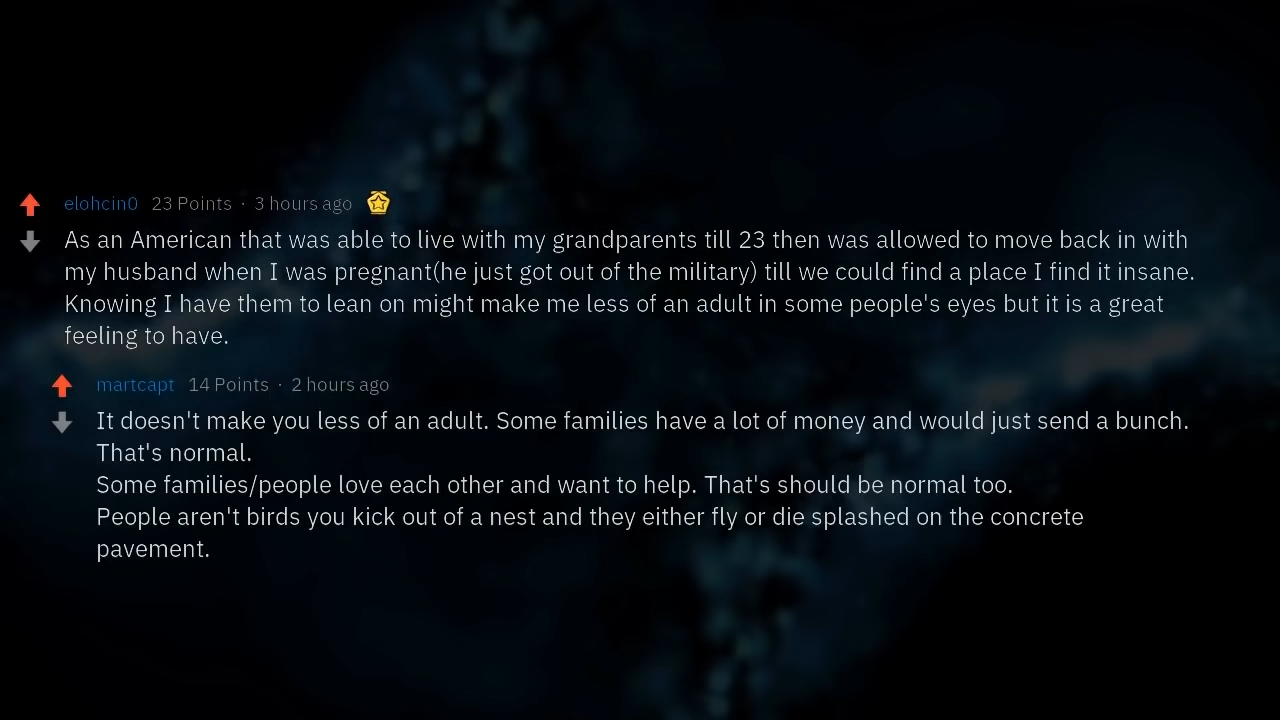 elohcin0 23 Points · 3 hours ago
As an American that was able to live with my grandparents till 23 then was allowed to move back in with
my husband when I was pregnant(he just got out of the military) till we could find a place I find it insane.
Knowing I have them to lean on might make me less of an adult in some people's eyes but it is a great
feeling to have.
martcapt 14 Points · 2 hours ago
It doesn't make you less of an adult. Some families have a lot of money and would just send a bunch.
That's normal.
Some families/people love each other and want to help. That's should be normal too.
People aren't birds you kick out of a nest and they either fly or die splashed on the concrete
pavement.